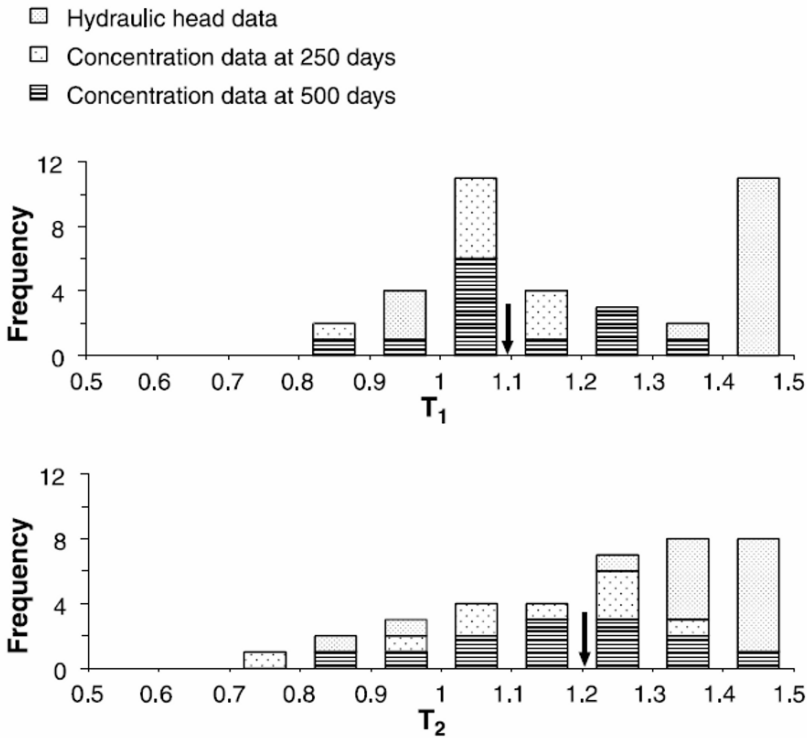 Hydraulic head data
Concentration data at 250 days
Concentration data at 500 days
12
8
4
0
Frequency
0.5 0.6 0.7 0.8 0.9 1 1.1 1.2 1.3 1.4 1.5
T1
12
8
4
0
Frequency
0.5 0.6 0.7 0.8 0.9 1 1.1 1.2 1.3 1.4 1.5
T2